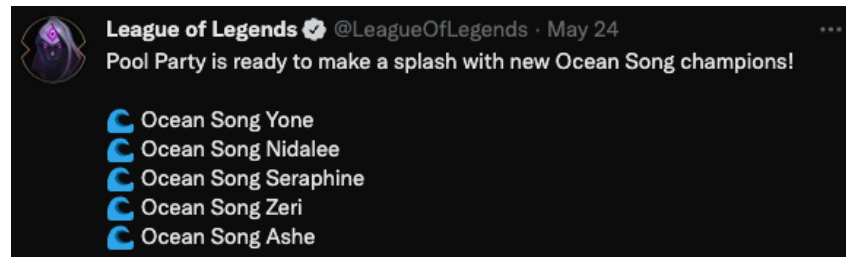 League of Legends @LeagueOfLegends · May 24
Pool Party is ready to make a splash with new Ocean Song champions!
🌊 Ocean Song Yone
🌊 Ocean Song Nidalee
🌊 Ocean Song Seraphine
🌊 Ocean Song Zeri
🌊 Ocean Song Ashe